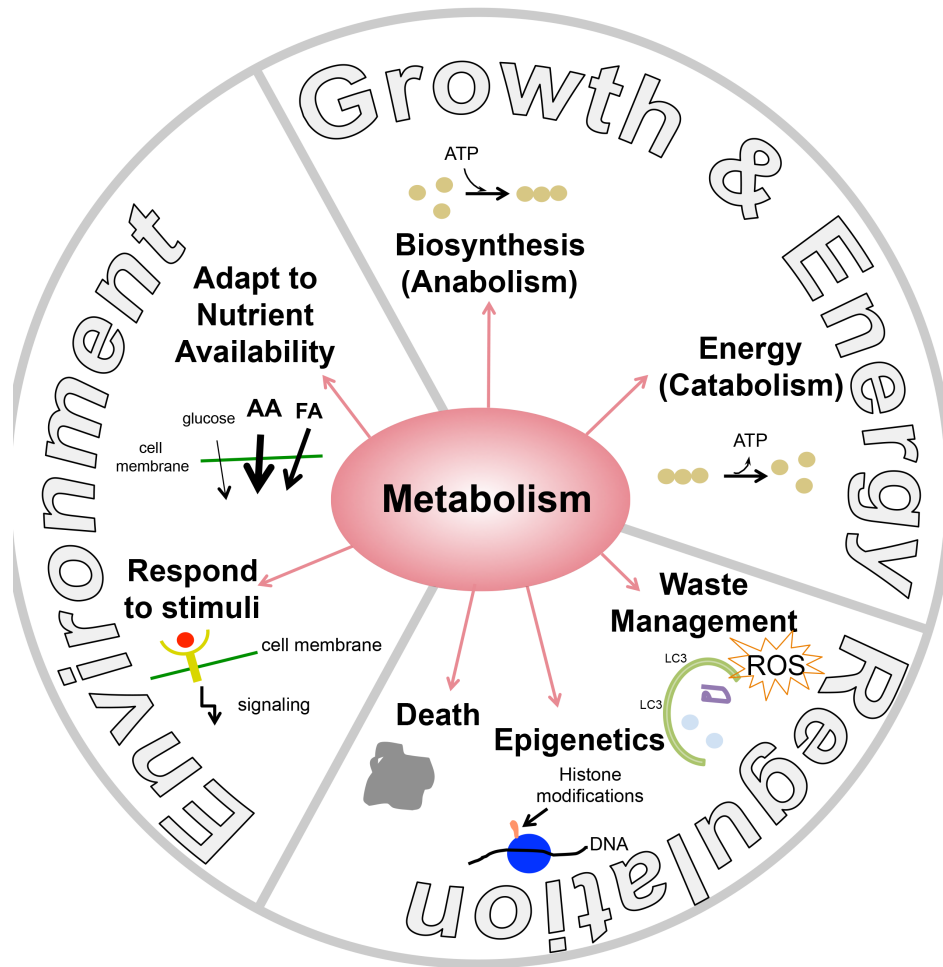 Growth & Energy
ATP
Biosynthesis
(Anabolism)
Energy
(Catabolism)
ATP
Environment
Adapt to
Nutrient
Availability
glucose
AA
FA
cell
membrane
Metabolism
Respond
to stimuli
cell membrane
signaling
Regulation
Waste
Management
LC3
ROS
LC3
Death
Epigenetics
Histone
modifications
DNA